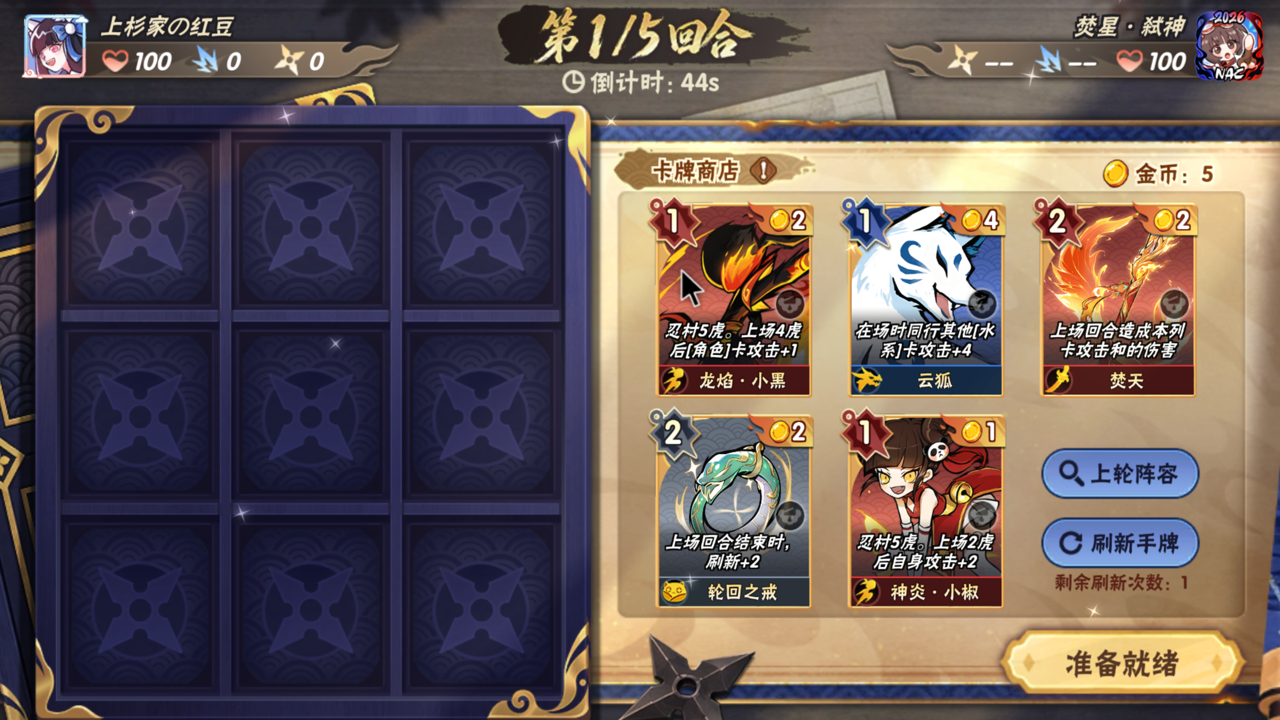 上杉家の红豆
100 0 0
第1/5回合
倒计时: 44s
焚星·弑神
-- -- 100
2026
NAC
卡牌商店 !
金币: 5
1 2
忍村5虎。上场4虎
后[角色]卡攻击+1
龙焰·小黑
1 4
在场时同行其他[水
系]卡攻击+4
云狐
2 2
上场回合造成本列
卡攻击和的伤害
焚天
2 2
上场回合结束时,
刷新+2
轮回之戒
1 1
忍村5虎。上场2虎
后自身攻击+2
神炎·小椒
上轮阵容
刷新手牌
剩余刷新次数: 1
准备就绪